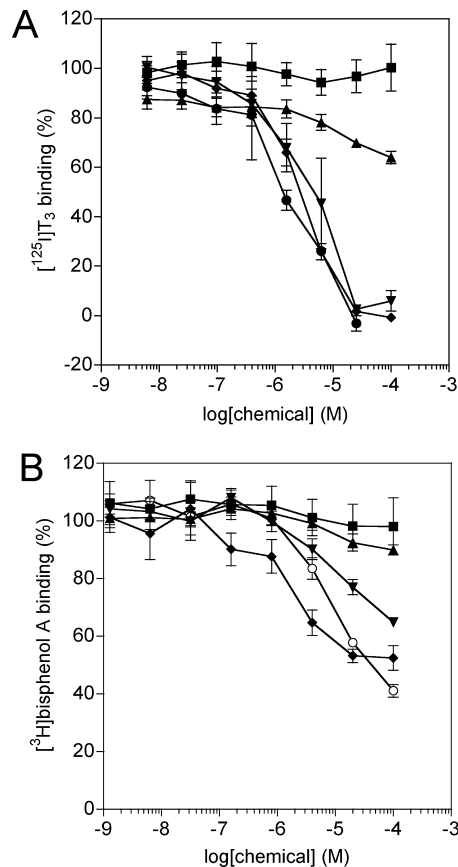 A
120
100
80
60
40
20
0
-20
[¹²⁵I]T₃ binding (%)
-9 -8 -7 -6 -5 -4 -3
log[chemical] (M)
B
120
100
80
60
40
20
0
[³H]bisphenol A binding (%)
-9 -8 -7 -6 -5 -4 -3
log[chemical] (M)